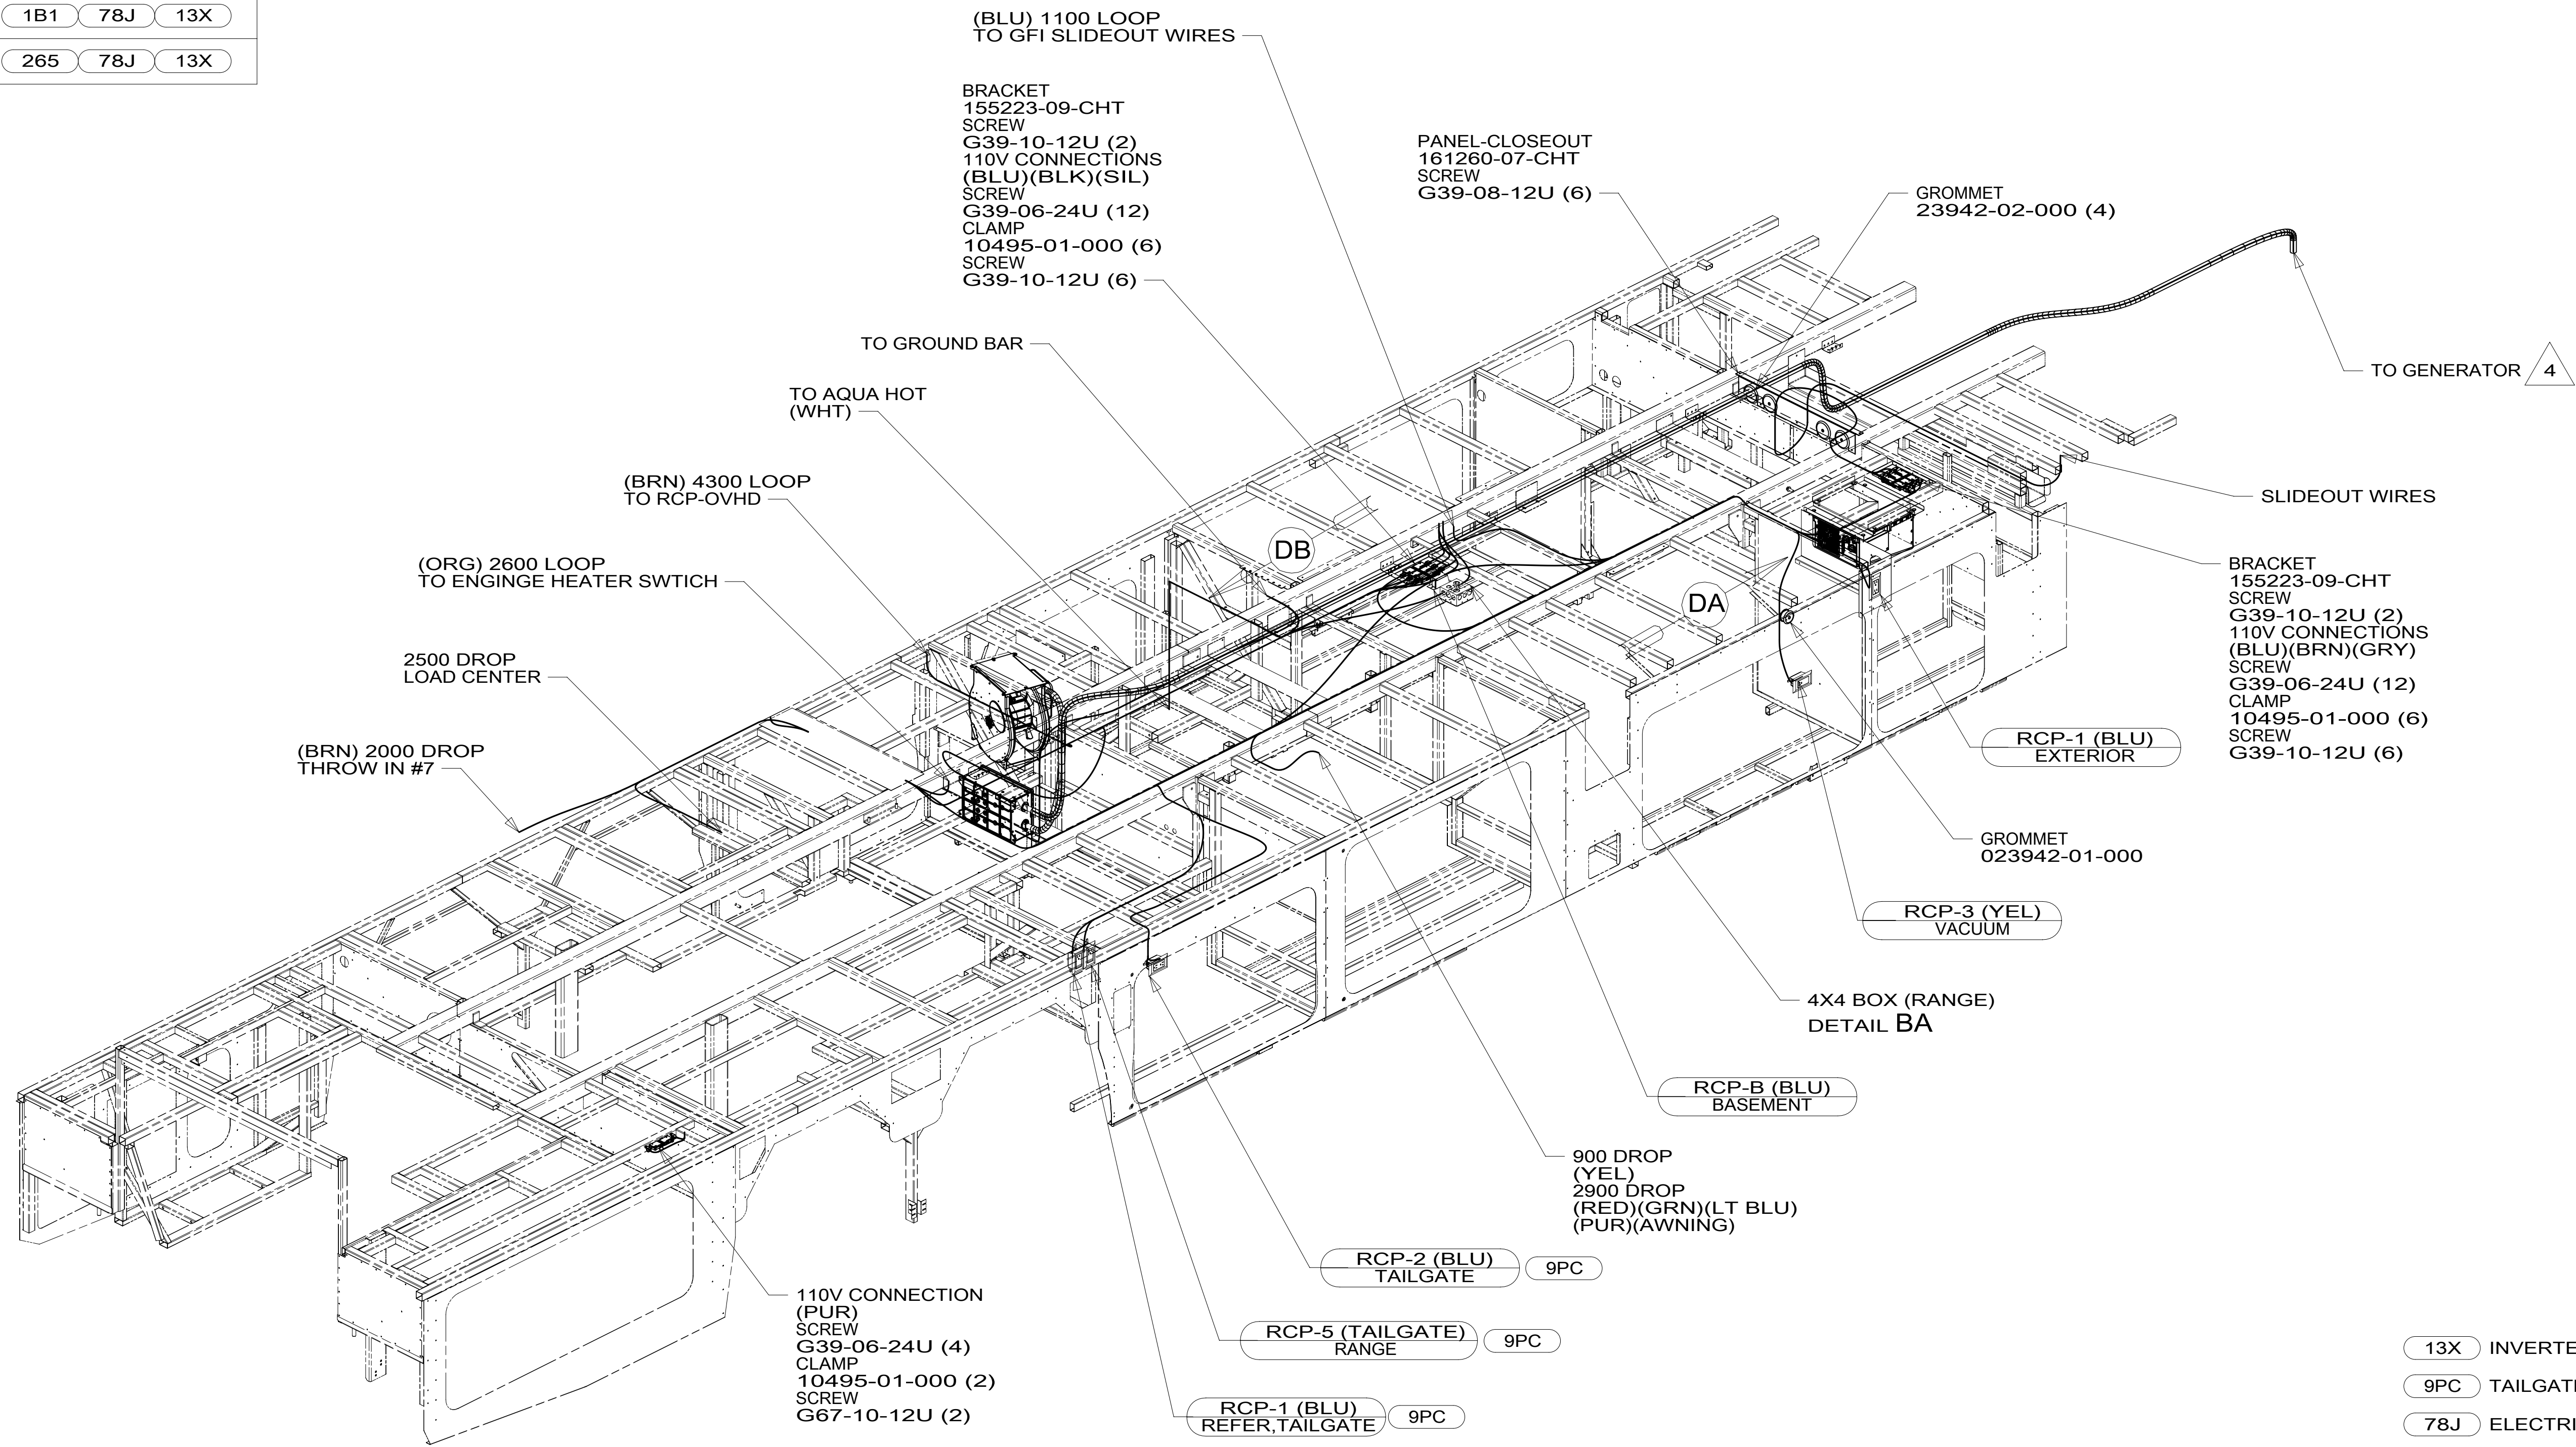 1B1 78J 13X
265 78J 13X
(BLU) 1100 LOOP
TO GFI SLIDEOUT WIRES
BRACKET
155223-09-CHT
SCREW
G39-10-12U (2)
110V CONNECTIONS
(BLU)(BLK)(SIL)
SCREW
G39-06-24U (12)
CLAMP
10495-01-000 (6)
SCREW
G39-10-12U (6)
PANEL-CLOSEOUT
161260-07-CHT
SCREW
G39-08-12U (6)
GROMMET
23942-02-000 (4)
TO GENERATOR 4
TO GROUND BAR
TO AQUA HOT
(WHT)
(BRN) 4300 LOOP
TO RCP-OVHD
(ORG) 2600 LOOP
TO ENGINGE HEATER SWTICH
2500 DROP
LOAD CENTER
(BRN) 2000 DROP
THROW IN #7
DB
DA
SLIDEOUT WIRES
BRACKET
155223-09-CHT
SCREW
G39-10-12U (2)
110V CONNECTIONS
(BLU)(BRN)(GRY)
SCREW
G39-06-24U (12)
CLAMP
10495-01-000 (6)
SCREW
G39-10-12U (6)
RCP-1 (BLU)
EXTERIOR
GROMMET
023942-01-000
RCP-3 (YEL)
VACUUM
4X4 BOX (RANGE)
DETAIL BA
RCP-B (BLU)
BASEMENT
900 DROP
(YEL)
2900 DROP
(RED)(GRN)(LT BLU)
(PUR)(AWNING)
RCP-2 (BLU)
TAILGATE
9PC
RCP-5 (TAILGATE)
RANGE
9PC
RCP-1 (BLU)
REFER,TAILGATE
9PC
110V CONNECTION
(PUR)
SCREW
G39-06-24U (4)
CLAMP
10495-01-000 (2)
SCREW
G67-10-12U (2)
13X INVERTE
9PC TAILGAT
78J ELECTRI